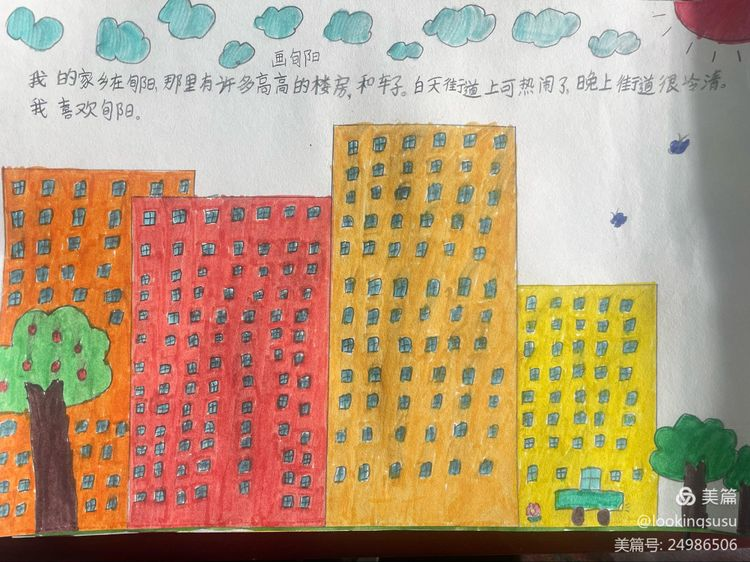 画旬阳
我的家乡在旬阳,那里有许多高高的楼房,和车子。白天街道上可热闹了,晚上街道很冷清。
我喜欢旬阳。
美篇
@lookingsusu
美篇号: 24986506